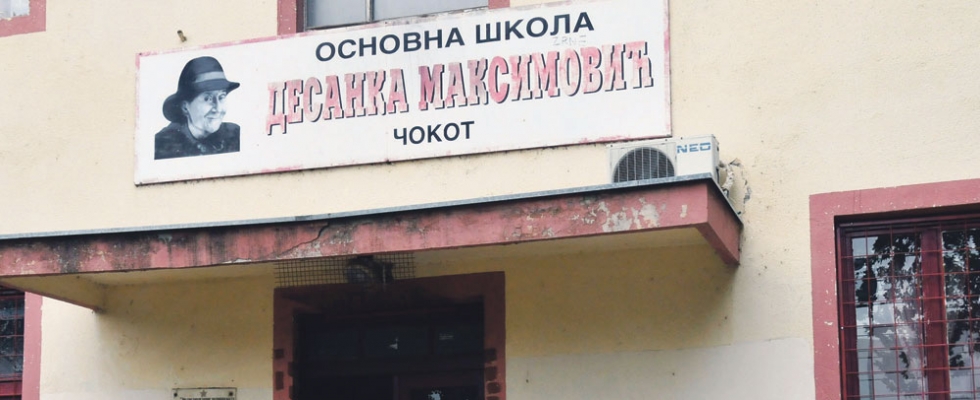 ОСНОВНА ШКОЛА
ДЕСАНКА МАКСИМОВИЋ
ЧОКОТ
NEO